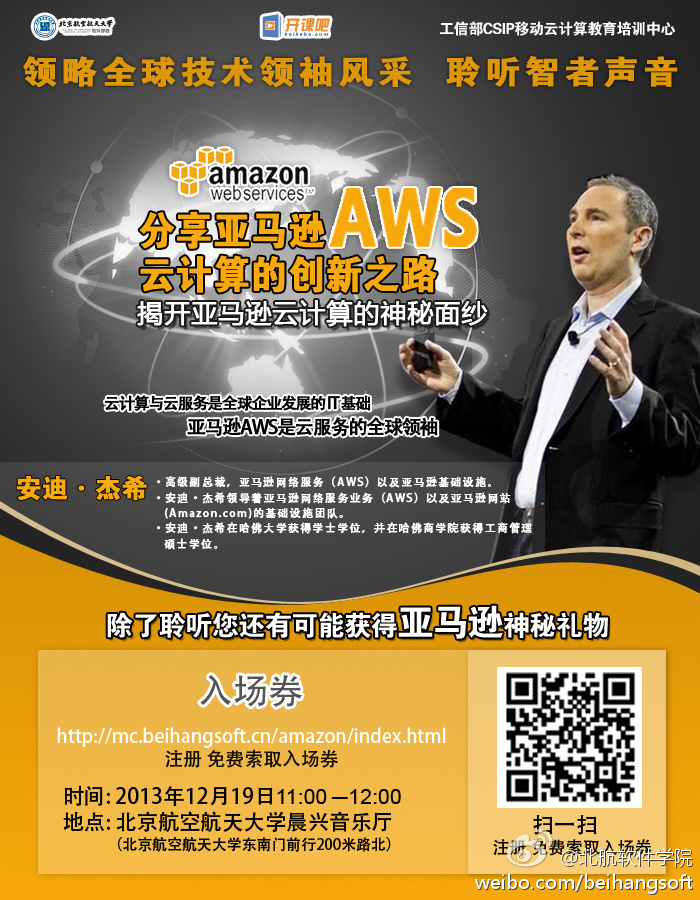 北京航空航天大学
软件学院
开课吧
kaikeba.com
工信部CSIP移动云计算教育培训中心
领略全球技术领袖风采 聆听智者声音
amazon
webservices™
分享亚马逊AWS
云计算的创新之路
揭开亚马逊云计算的神秘面纱
云计算与云服务是全球企业发展的IT基础
亚马逊AWS是云服务的全球领袖
安迪·杰希
·高级副总裁，亚马逊网络服务（AWS）以及亚马逊基础设施。
·安迪·杰希领导着亚马逊网络服务业务（AWS）以及亚马逊网站
(Amazon.com)的基础设施团队。
·安迪·杰希在哈佛大学获得学士学位，并在哈佛商学院获得工商管理
硕士学位。
除了聆听您还有可能获得亚马逊神秘礼物
入场券
http://mc.beihangsoft.cn/amazon/index.html
注册 免费索取入场券
时间: 2013年12月19日11:00 —12:00
地点: 北京航空航天大学晨兴音乐厅
（北京航空航天大学东南门前行200米路北）
扫一扫
注册 免费索取入场券
@北航软件学院
weibo.com/beihangsoft